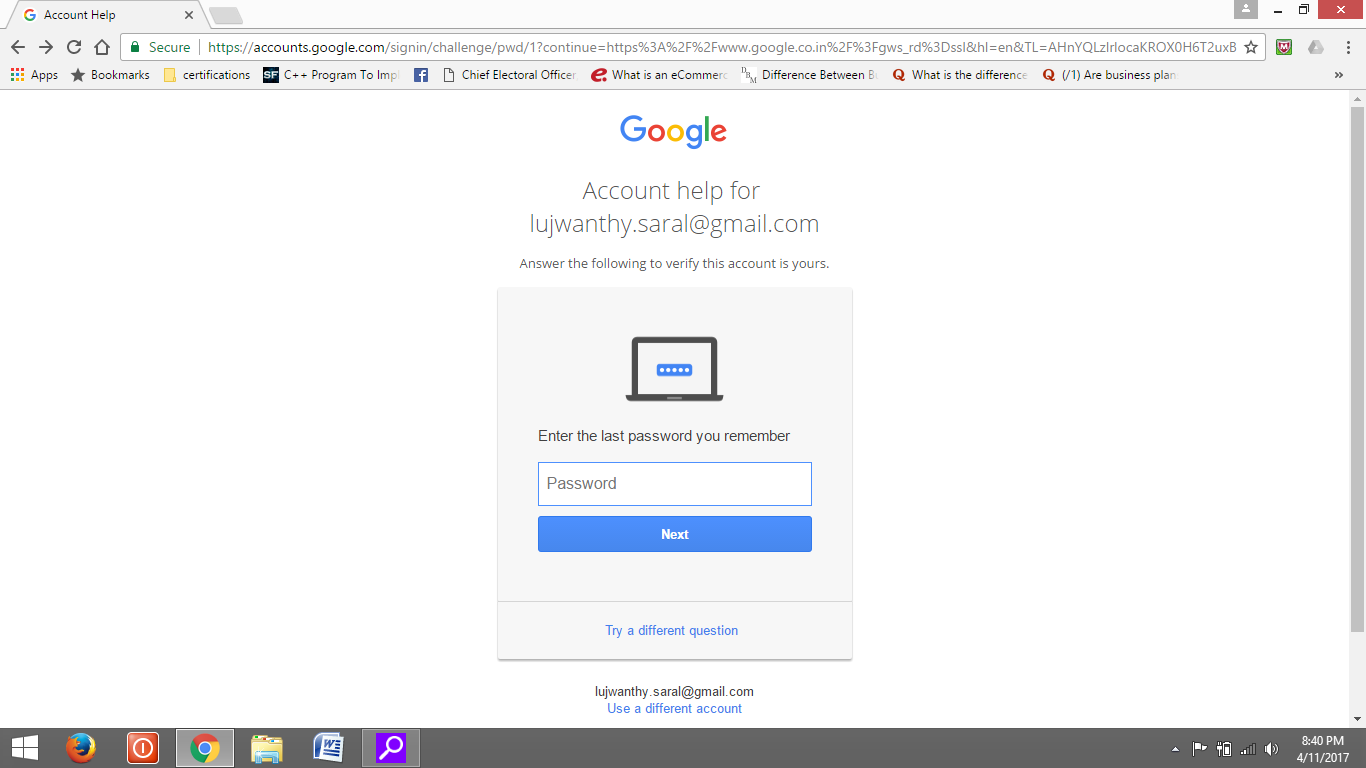 Account Help
Secure https://accounts.google.com/signin/challenge/pwd/1?continue=https%3A%2F%2Fwww.google.co.in%2F%3Fgws_rd%3Dssl&hl=en&TL=
Apps Bookmarks certifications SF C++ Program To Impl Chief Electoral Officer What is an eCommerc DBM Difference Between B Q What is the difference Q (/1) Are business plan »
Google
Account help for
lujwanthy.saral@gmail.com
Answer the following to verify this account is yours.
Enter the last password you remember
Password
Next
Try a different question
lujwanthy.saral@gmail.com
Use a different account
8:40 PM
4/11/2017